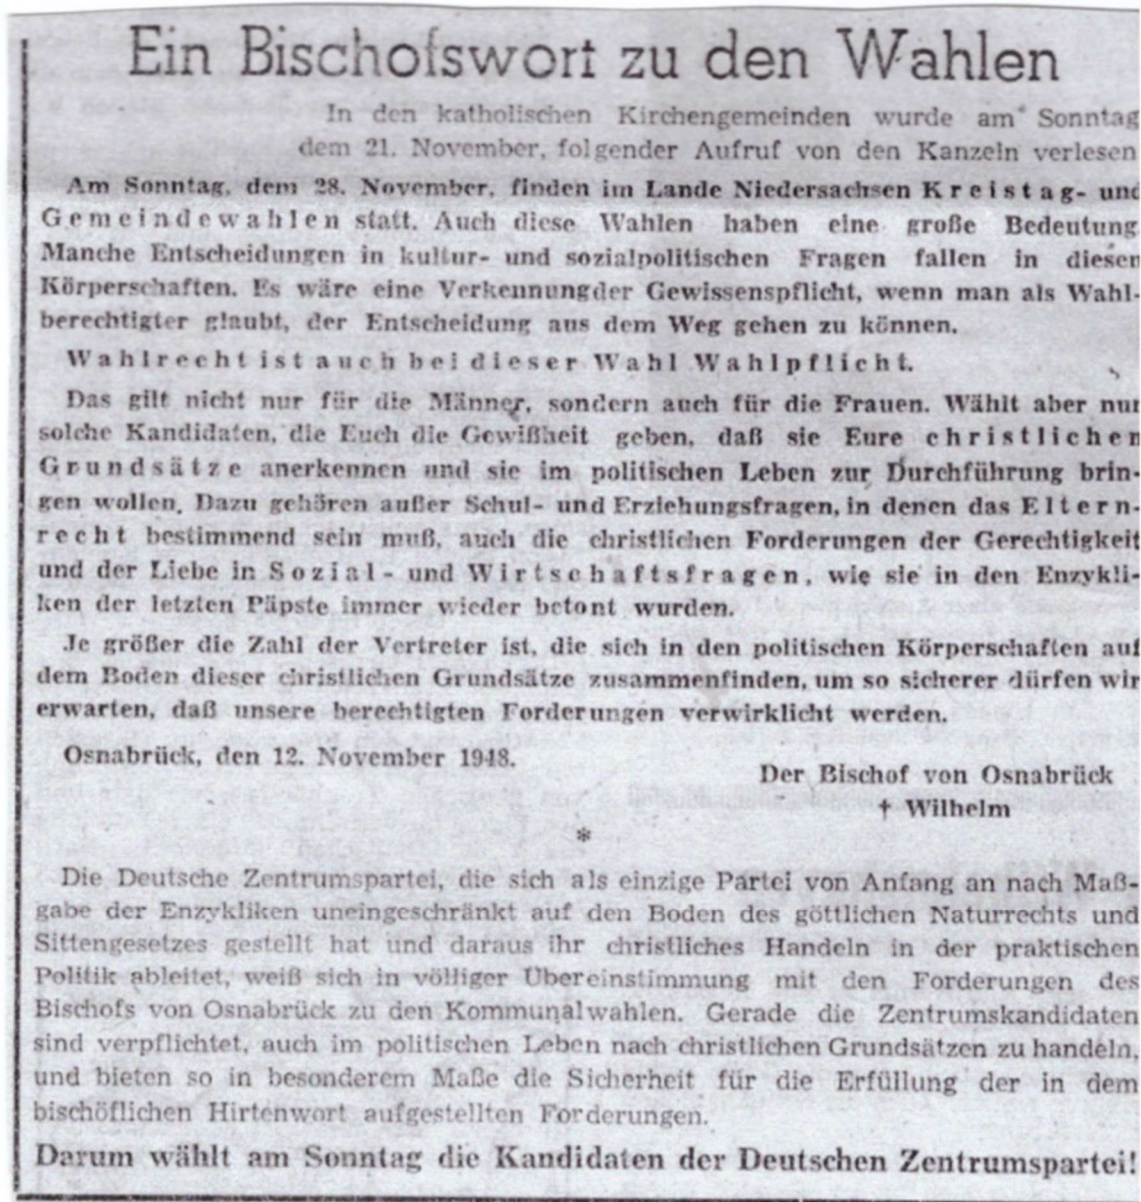 Ein Bischofswort zu den Wahlen
In den katholischen Kirchengemeinden wurde am Sonntag
dem 21. November, folgender Aufruf von den Kanzeln verlesen
Am Sonntag, dem 28. November, finden im Lande Niedersachsen Kreistag- und
Gemeindewahlen statt. Auch diese Wahlen haben eine große Bedeutung
Manche Entscheidungen in kultur- und sozialpolitischen Fragen fallen in diesen
Körperschaften. Es wäre eine Verkennungder Gewissenspflicht, wenn man als Wahl-
berechtigter glaubt, der Entscheidung aus dem Weg gehen zu können.
Wahlrecht ist auch bei dieser Wahl Wahlpflicht.
Das gilt nicht nur für die Männer, sondern auch für die Frauen. Wählt aber nur
solche Kandidaten, die Euch die Gewißheit geben, daß sie Eure christlichen
Grundsätze anerkennen und sie im politischen Leben zur Durchführung brin-
gen wollen. Dazu gehören außer Schul- und Erziehungsfragen, in denen das Eltern-
recht bestimmend sein muß, auch die christlichen Forderungen der Gerechtigkeit
und der Liebe in Sozial- und Wirtschaftsfragen, wie sie in den Enzykli-
ken der letzten Päpste immer wieder betont wurden.
Je größer die Zahl der Vertreter ist, die sich in den politischen Körperschaften auf
dem Boden dieser christlichen Grundsätze zusammenfinden, um so sicherer dürfen wir
erwarten, daß unsere berechtigten Forderungen verwirklicht werden.
Osnabrück, den 12. November 1948.
Der Bischof von Osnabrück
† Wilhelm
*
Die Deutsche Zentrumspartei, die sich als einzige Partei von Anfang an nach Maß-
gabe der Enzykliken uneingeschränkt auf den Boden des göttlichen Naturrechts und
Sittengesetzes gestellt hat und daraus ihr christliches Handeln in der praktischen
Politik ableitet, weiß sich in völliger Übereinstimmung mit den Forderungen des
Bischofs von Osnabrück zu den Kommunalwahlen. Gerade die Zentrumskandidaten
sind verpflichtet, auch im politischen Leben nach christlichen Grundsätzen zu handeln,
und bieten so in besonderem Maße die Sicherheit für die Erfüllung der in dem
bischöflichen Hirtenwort aufgestellten Forderungen.
Darum wählt am Sonntag die Kandidaten der Deutschen Zentrumspartei!